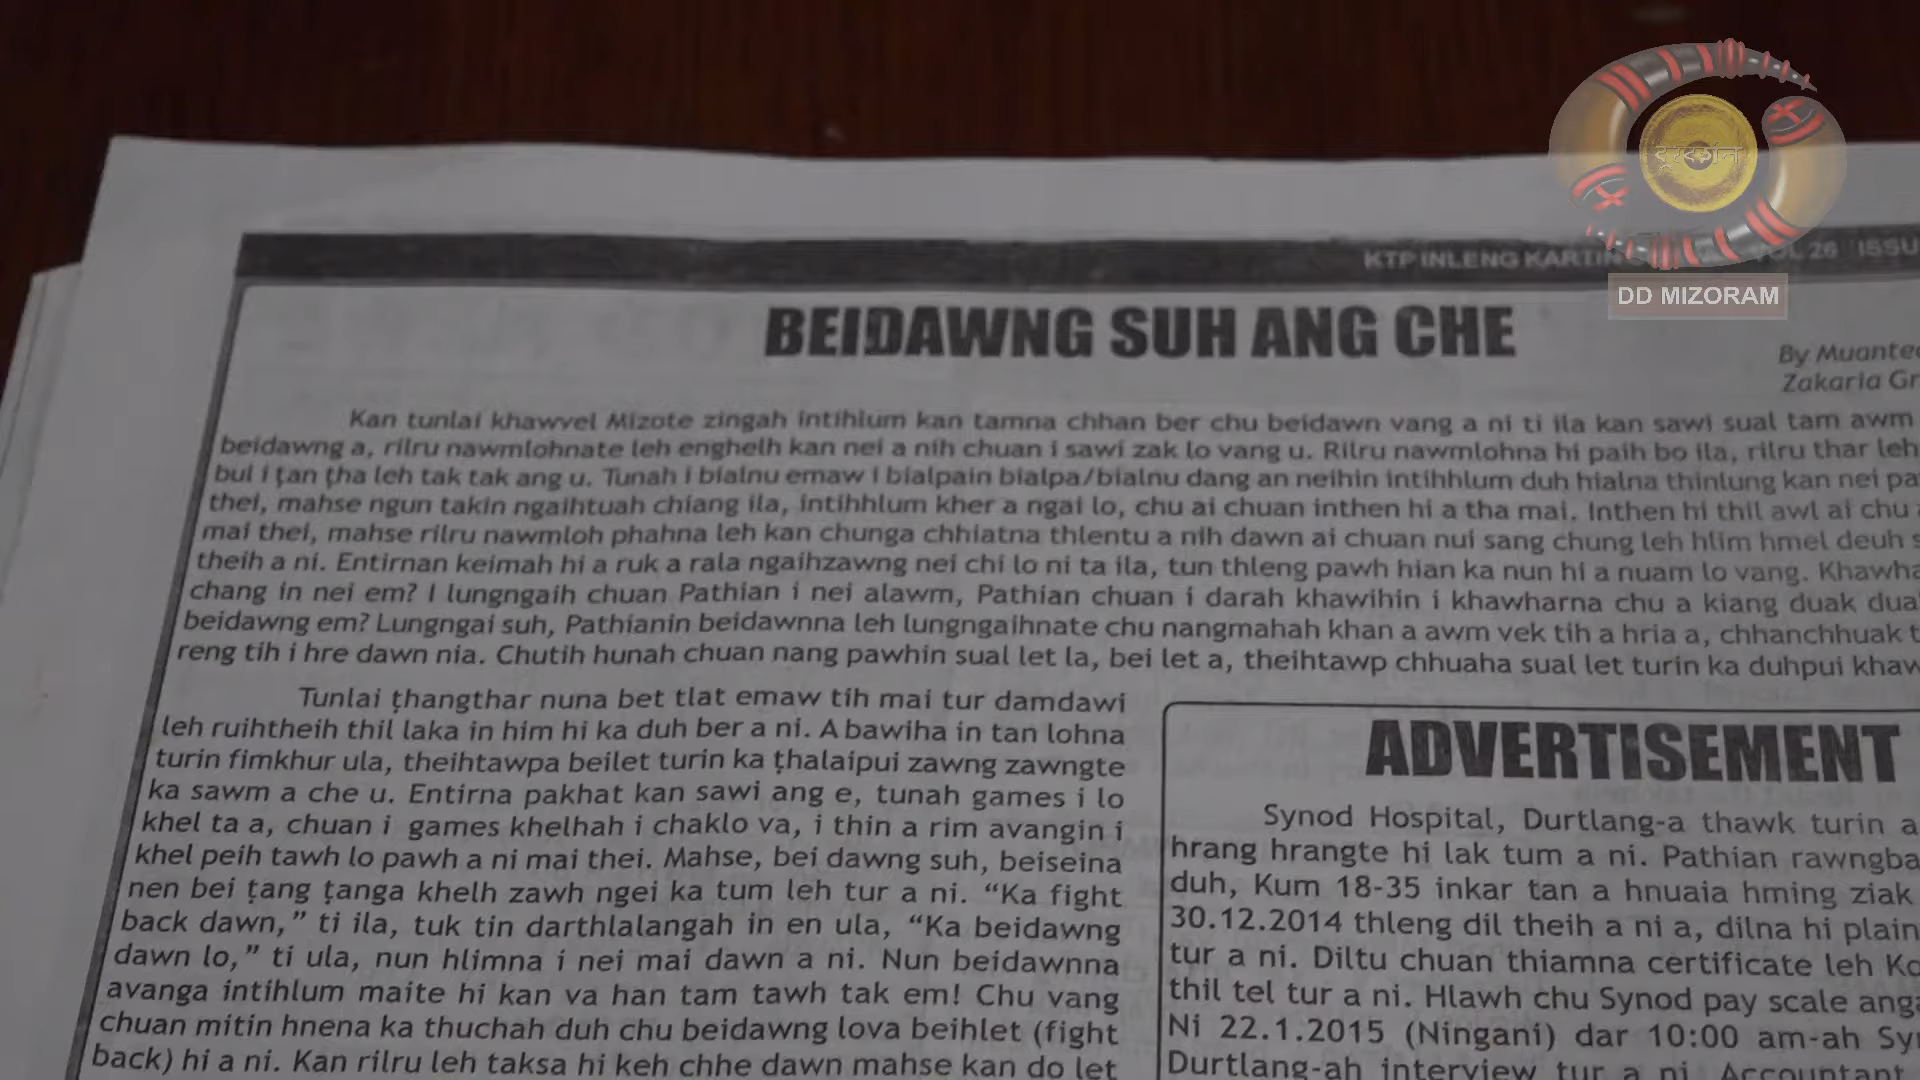 दूरदर्शन
DD MIZORAM
KTP INLENG KARTIN 26 ISSU
BEIDAWNG SUH ANG CHE
By Muante
Zakaria Gr
Kan tunlai khawvel Mizote zingah intihlum kan tamna chhan ber chu beidawn vang a ni ti ila kan sawi sual tam awm
beidawng a, rilru nawmlohnate leh enghelh kan nei a nih chuan i sawi zak lo vang u. Rilru nawmlohna hi paih bo ila, rilru thar leh
bul i ṭan ṭha leh tak tak ang u. Tunah i bialnu emaw i bialpain bialpa/bialnu dang an neihin intihhlum duh hialna thinlung kan nei pa
thei, mahse ngun takin ngaihtuah chiang ila, intihhlum kher a ngai lo, chu ai chuan inthen hi a tha mai. Inthen hi thil awl ai chu
mai thei, mahse rilru nawmloh phahna leh kan chunga chhiatna thlentu a nih dawn ai chuan nui sang chung leh hlim hmel deuh s
theih a ni. Entirnan keimah hi a ruk a rala ngaihzawng nei chi lo ni ta ila, tun thleng pawh hian ka nun hi a nuam lo vang. Khawha
chang in nei em? I lungngaih chuan Pathian i nei alawm, Pathian chuan i darah khawihin i khawharna chu a kiang duak dua
beidawng em? Lungngai suh, Pathianin beidawnna leh lungngaihnate chu nangmahah khan a awm vek tih a hria a, chhanchhuak t
reng tih i hre dawn nia. Chutih hunah chuan nang pawhin sual let la, bei let a, theihtawp chhuaha sual let turin ka duhpui khaw
Tunlai ṭhangthar nuna bet tlat emaw tih mai tur damdawi
leh ruihtheih thil laka in him hi ka duh ber a ni. A bawiha in tan lohna
turin fimkhur ula, theihtawpa beilet turin ka ṭhalaipui zawng zawngte
ka sawm a che u. Entirna pakhat kan sawi ang e, tunah games i lo
khel ta a, chuan i games khelhah i chaklo va, i thin a rim avangin i
khel peih tawh lo pawh a ni mai thei. Mahse, bei dawng suh, beiseina
nen bei ṭang ṭanga khelh zawh ngei ka tum leh tur a ni. “Ka fight
back dawn,” ti ila, tuk tin darthlalangah in en ula, “Ka beidawng
dawn lo,” ti ula, nun hlimna i nei mai dawn a ni. Nun beidawnna
avanga intihlum maite hi kan va han tam tawh tak em! Chu vang
chuan mitin hnena ka thuchah duh chu beidawng lova beihlet (fight
back) hi a ni. Kan rilru leh taksa hi keh chhe dawn mahse kan do let
ADVERTISEMENT
Synod Hospital, Durtlang-a thawk turin a
hrang hrangte hi lak tum a ni. Pathian rawngba
duh, Kum 18-35 inkar tan a hnuaia hming ziak
30.12.2014 thleng dil theih a ni a, dilna hi plain
tur a ni. Diltu chuan thiamna certificate leh Ko
thil tel tur a ni. Hlawh chu Synod pay scale anga
Ni 22.1.2015 (Ningani) dar 10:00 am-ah Sy
Durtlang-ah interview tur a ni. Accountant